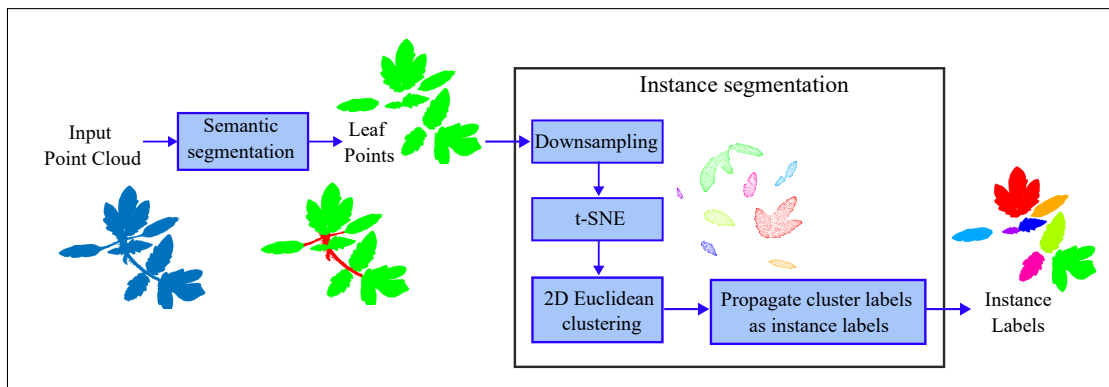 Input
Point Cloud
Semantic
segmentation
Leaf
Points
Instance segmentation
Downsampling
t-SNE
2D Euclidean
clustering
Propagate cluster labels
as instance labels
Instance
Labels